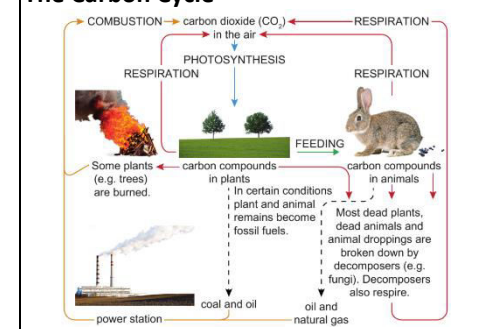 The Carbon Cycle
COMBUSTION
carbon dioxide (CO2)
in the air
RESPIRATION
PHOTOSYNTHESIS
RESPIRATION
RESPIRATION
FEEDING
Some plants
(e.g. trees)
are burned.
carbon compounds
in plants
carbon compounds
in animals
In certain conditions
plant and animal
remains become
fossil fuels.
Most dead plants,
dead animals and
animal droppings are
broken down by
decomposers (e.g.
fungi). Decomposers
also respire.
coal and oil
oil and
natural gas
power station